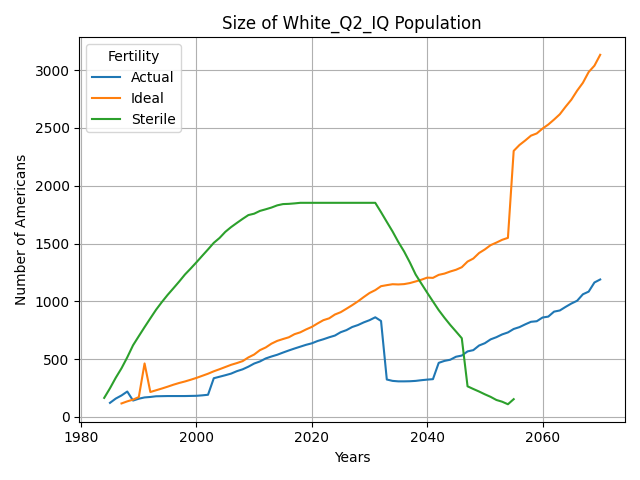 Size of White_Q2_IQ Population
Fertility
Actual
Ideal
Sterile
Number of Americans
3000
2500
2000
1500
1000
500
0
1980
2000
2020
2040
2060
Years